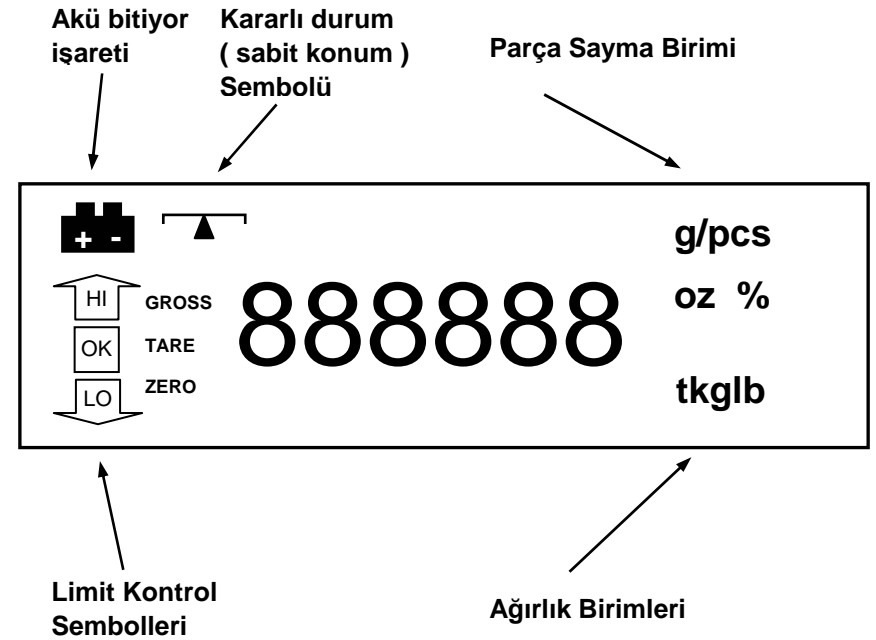 Akü bitiyor
işareti
Kararlı durum
( sabit konum )
Sembolü
Parça Sayma Birimi
+ -
g/pcs
HI
GROSS
888888
oz %
OK
TARE
LO
ZERO
tkglb
Limit Kontrol
Sembolleri
Ağırlık Birimleri